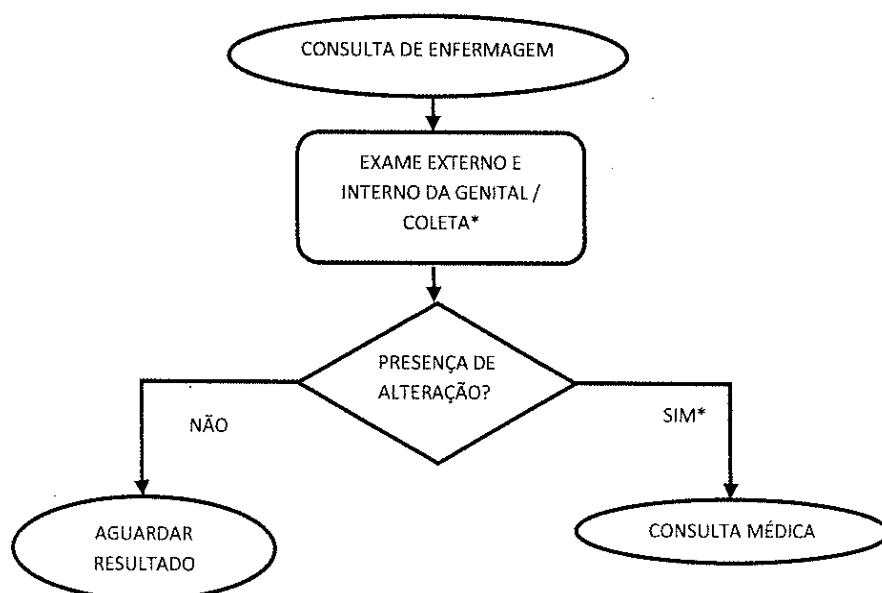 CONSULTA DE ENFERMAGEM
EXAME EXTERNO E
INTERNO DA GENITAL /
COLETA*
PRESENÇA DE
ALTERAÇÃO?
NÃO
SIM*
AGUARDAR
RESULTADO
CONSULTA MÉDICA